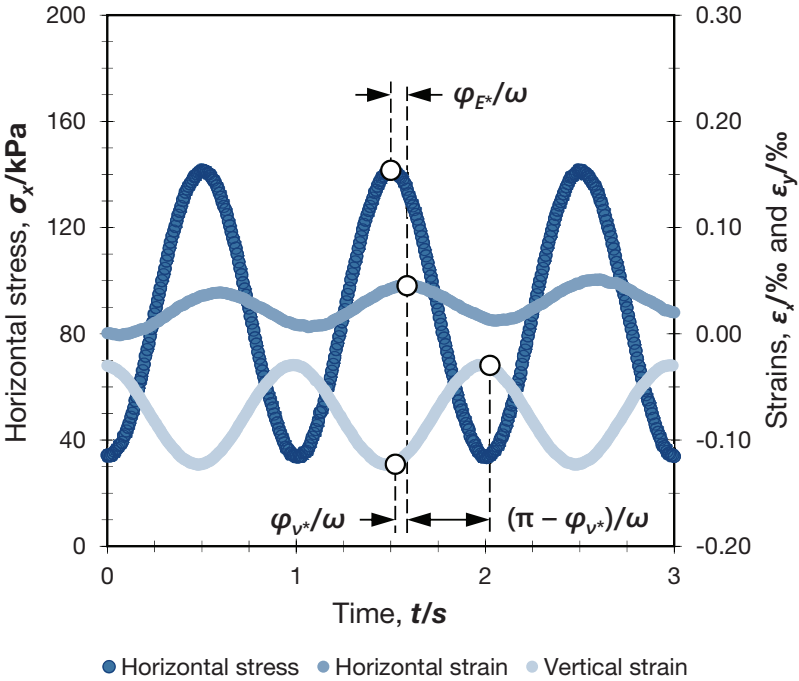 200
160
120
80
40
0
Horizontal stress, σₓ/kPa
0.30
0.20
0.10
0.00
-0.10
-0.20
Strains, εₓ/‰ and εᵧ/‰
φE*/ω
φν*/ω
(π − φν*)/ω
0 1 2 3
Time, t/s
Horizontal stress Horizontal strain Vertical strain